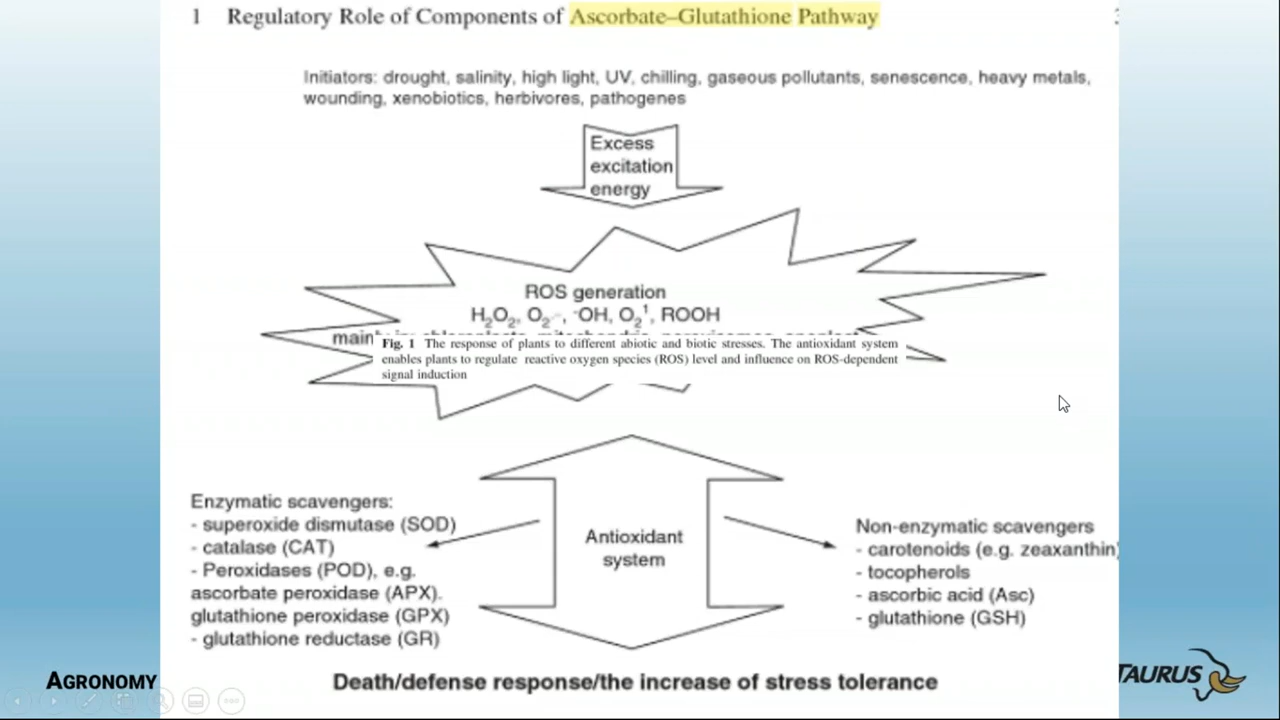 1 Regulatory Role of Components of Ascorbate–Glutathione Pathway
Initiators: drought, salinity, high light, UV, chilling, gaseous pollutants, senescence, heavy metals,
wounding, xenobiotics, herbivores, pathogenes
Excess
excitation
energy
ROS generation
H₂O₂, O₂⁻, ·OH, O₂¹, ROOH
Fig. 1 The response of plants to different abiotic and biotic stresses. The antioxidant system
enables plants to regulate reactive oxygen species (ROS) level and influence on ROS-dependent
signal induction
Antioxidant
system
Enzymatic scavengers:
- superoxide dismutase (SOD)
- catalase (CAT)
- Peroxidases (POD), e.g.
ascorbate peroxidase (APX).
glutathione peroxidase (GPX)
- glutathione reductase (GR)
Non-enzymatic scavengers
- carotenoids (e.g. zeaxanthin)
- tocopherols
- ascorbic acid (Asc)
- glutathione (GSH)
Death/defense response/the increase of stress tolerance
AGRONOMY
TAURUS